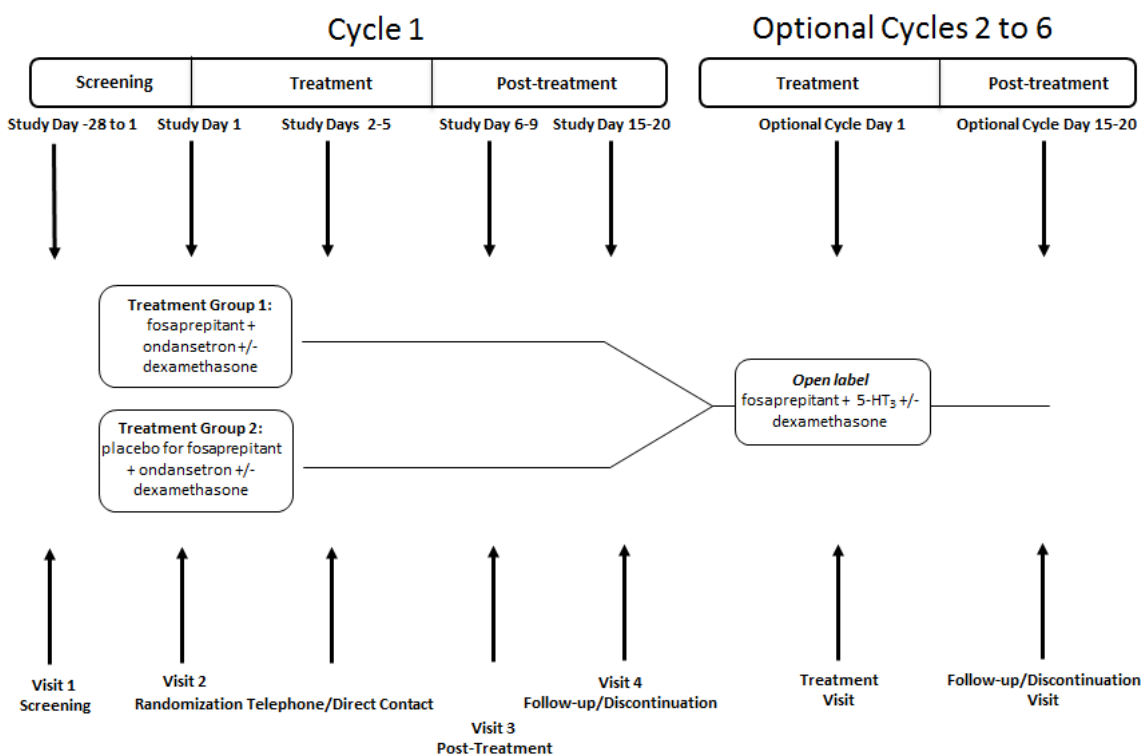 Cycle 1
Optional Cycles 2 to 6
Screening
Treatment
Post-treatment
Treatment
Post-treatment
Study Day -28 to 1
Study Day 1
Study Days 2-5
Study Day 6-9
Study Day 15-20
Optional Cycle Day 1
Optional Cycle Day 15-20
Treatment Group 1:
fosaprepitant +
ondansetron +/-
dexamethasone
Treatment Group 2:
placebo for fosaprepitant
+ ondansetron +/-
dexamethasone
Open label
fosaprepitant + 5-HT₃ +/-
dexamethasone
Visit 1
Screening
Visit 2
Randomization
Telephone/Direct Contact
Visit 3
Post-Treatment
Visit 4
Follow-up/Discontinuation
Treatment
Visit
Follow-up/Discontinuation
Visit